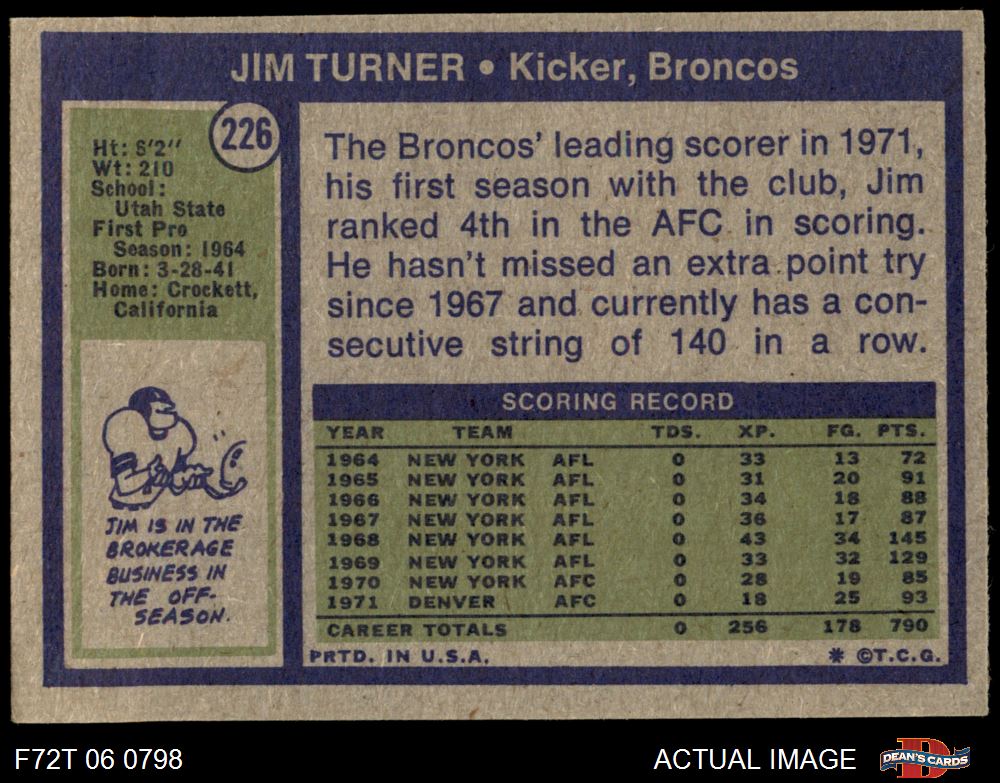 JIM TURNER • Kicker, Broncos
226
Ht: 6'2"
Wt: 210
School:
Utah State
First Pro
Season: 1964
Born: 3-28-41
Home: Crockett,
California
JIM IS IN THE
BROKERAGE
BUSINESS IN
THE OFF-
SEASON.
The Broncos' leading scorer in 1971,
his first season with the club, Jim
ranked 4th in the AFC in scoring.
He hasn't missed an extra point try
since 1967 and currently has a con-
secutive string of 140 in a row.
SCORING RECORD
YEAR TEAM TDS. XP. FG. PTS.
1964 NEW YORK AFL 0 33 13 72
1965 NEW YORK AFL 0 31 20 91
1966 NEW YORK AFL 0 34 18 88
1967 NEW YORK AFL 0 36 17 87
1968 NEW YORK AFL 0 43 34 145
1969 NEW YORK AFL 0 33 32 129
1970 NEW YORK AFC 0 28 19 85
1971 DENVER AFC 0 18 25 93
CAREER TOTALS 0 256 178 790
PRTD. IN U.S.A. * ©T.C.G.
F72T 06 0798 ACTUAL IMAGE DEAN'S CARDS